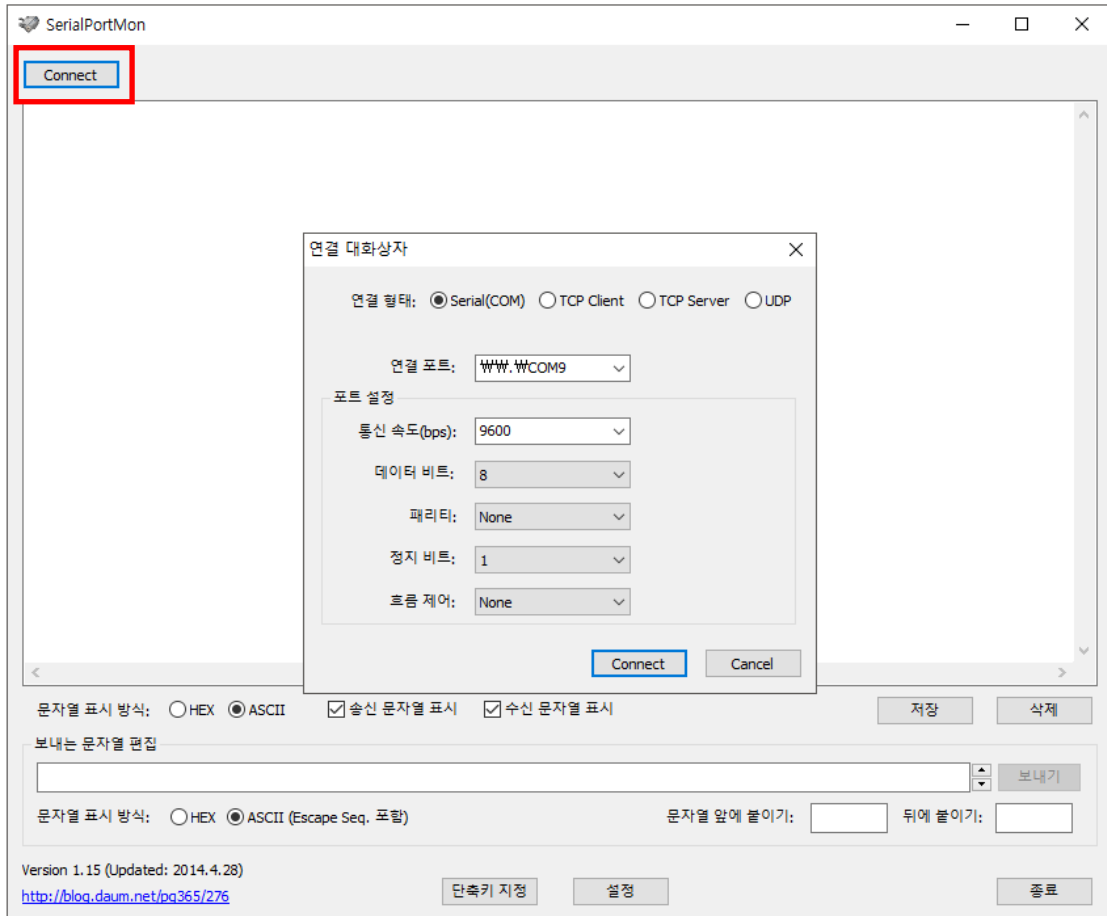 SerialPortMon
Connect
연결 대화상자
연결 형태: Serial(COM) TCP Client TCP Server UDP
연결 포트: ₩₩.₩COM9
포트 설정
통신 속도(bps): 9600
데이터 비트: 8
패리티: None
정지 비트: 1
흐름 제어: None
Connect Cancel
문자열 표시 방식: HEX ASCII 송신 문자열 표시 수신 문자열 표시 저장 삭제
보내는 문자열 편집
보내기
문자열 표시 방식: HEX ASCII (Escape Seq. 포함) 문자열 앞에 붙이기: 뒤에 붙이기:
Version 1.15 (Updated: 2014.4.28)
http://blog.daum.net/pg365/276 단축키 지정 설정 종료